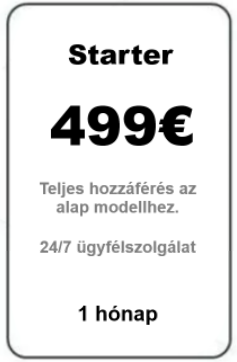 Starter
499€
Teljes hozzáférés az
alap modellhez.
24/7 ügyfélszolgálat
1 hónap